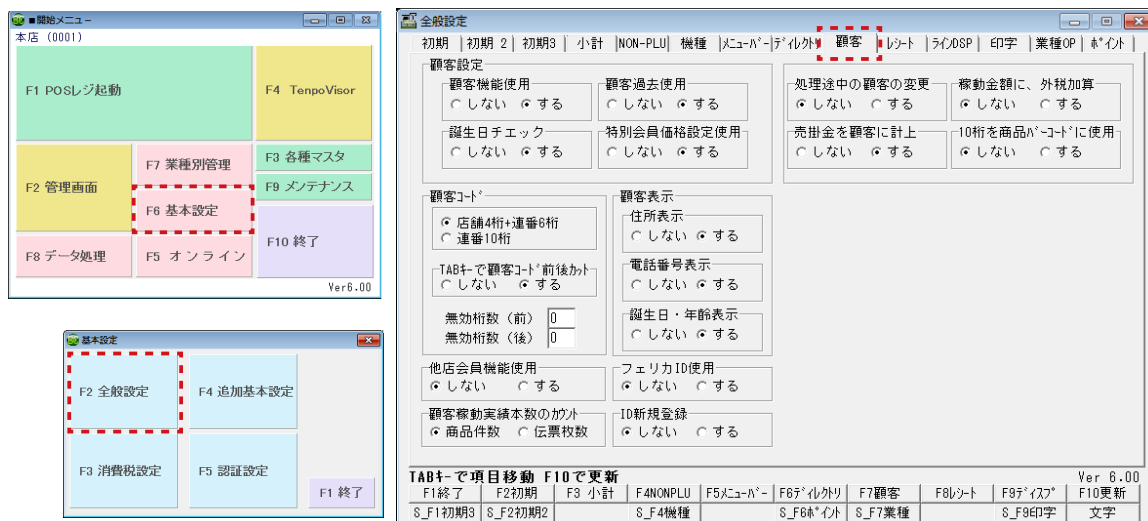 ■開始メニュー
本店 (0001)
F1 POSレジ起動
F4 TenpoVisor
F2 管理画面
F7 業種別管理
F3 各種マスタ
F9 メンテナンス
F6 基本設定
F10 終了
F8 データ処理
F5 オンライン
Ver6.00
基本設定
F2 全般設定
F4 追加基本設定
F3 消費税設定
F5 認証設定
F1 終了
全般設定
初期 初期 2 初期3 小計 NON-PLU 機種 ﾒﾆｭｰﾊﾞｰ ﾃﾞｨﾚｸﾄﾘ 顧客 ﾚｼｰﾄ ﾗｲﾝDSP 印字 業種OP ﾎﾟｲﾝﾄ
顧客設定
顧客機能使用
しない する
顧客過去使用
しない する
誕生日チェック
しない する
特別会員価格設定使用
しない する
処理途中の顧客の変更
しない する
稼動金額に、外税加算
しない する
売掛金を顧客に計上
しない する
10桁を商品ﾊﾞｰｺｰﾄﾞに使用
しない する
顧客ｺｰﾄﾞ
店舗4桁+連番6桁
連番10桁
TABｷｰで顧客ｺｰﾄﾞ前後ｶｯﾄ
しない する
無効桁数（前） 0
無効桁数（後） 0
顧客表示
住所表示
しない する
電話番号表示
しない する
誕生日・年齢表示
しない する
他店会員機能使用
しない する
フェリカID使用
しない する
顧客稼動実績本数のｶｳﾝﾄ
商品件数 伝票枚数
ID新規登録
しない する
TABｷｰで項目移動 F10で更新
Ver 6.00
F1終了 F2初期 F3 小計 F4NONPLU F5ﾒﾆｭｰﾊﾞｰ F6ﾃﾞｨﾚｸﾄﾘ F7顧客 F8ﾚｼｰﾄ F9ﾃﾞｨｽﾌﾟ F10更新
S_F1初期3 S_F2初期2 S_F4機種 S_F6ﾎﾟｲﾝﾄ S_F7業種 S_F9印字 文字